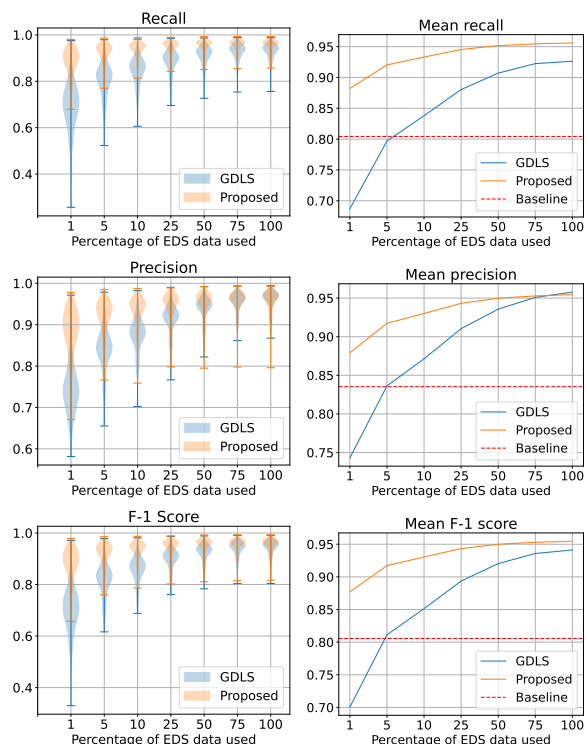 Recall
1.0
0.8
0.6
0.4
GDLS
Proposed
1 5 10 25 50 75 100
Percentage of EDS data used
Mean recall
0.95
0.90
0.85
0.80
0.75
0.70
GDLS
Proposed
Baseline
1 5 10 25 50 75 100
Percentage of EDS data used
Precision
1.0
0.9
0.8
0.7
0.6
GDLS
Proposed
1 5 10 25 50 75 100
Percentage of EDS data used
Mean precision
0.95
0.90
0.85
0.80
0.75
GDLS
Proposed
Baseline
1 5 10 25 50 75 100
Percentage of EDS data used
F-1 Score
1.0
0.8
0.6
0.4
GDLS
Proposed
1 5 10 25 50 75 100
Percentage of EDS data used
Mean F-1 score
0.95
0.90
0.85
0.80
0.75
0.70
GDLS
Proposed
Baseline
1 5 10 25 50 75 100
Percentage of EDS data used